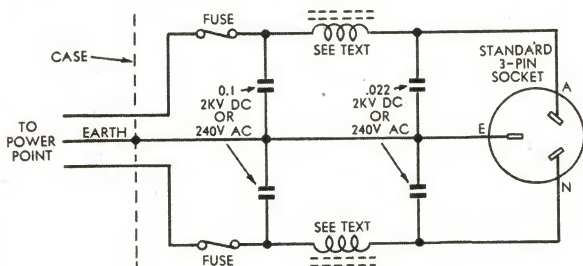 FUSE
SEE TEXT
CASE
0.1
2KV DC
OR
240V AC
.022
2KV DC
OR
240V AC
STANDARD
3-PIN
SOCKET
A
E
N
TO
POWER
POINT
EARTH
SEE TEXT
FUSE